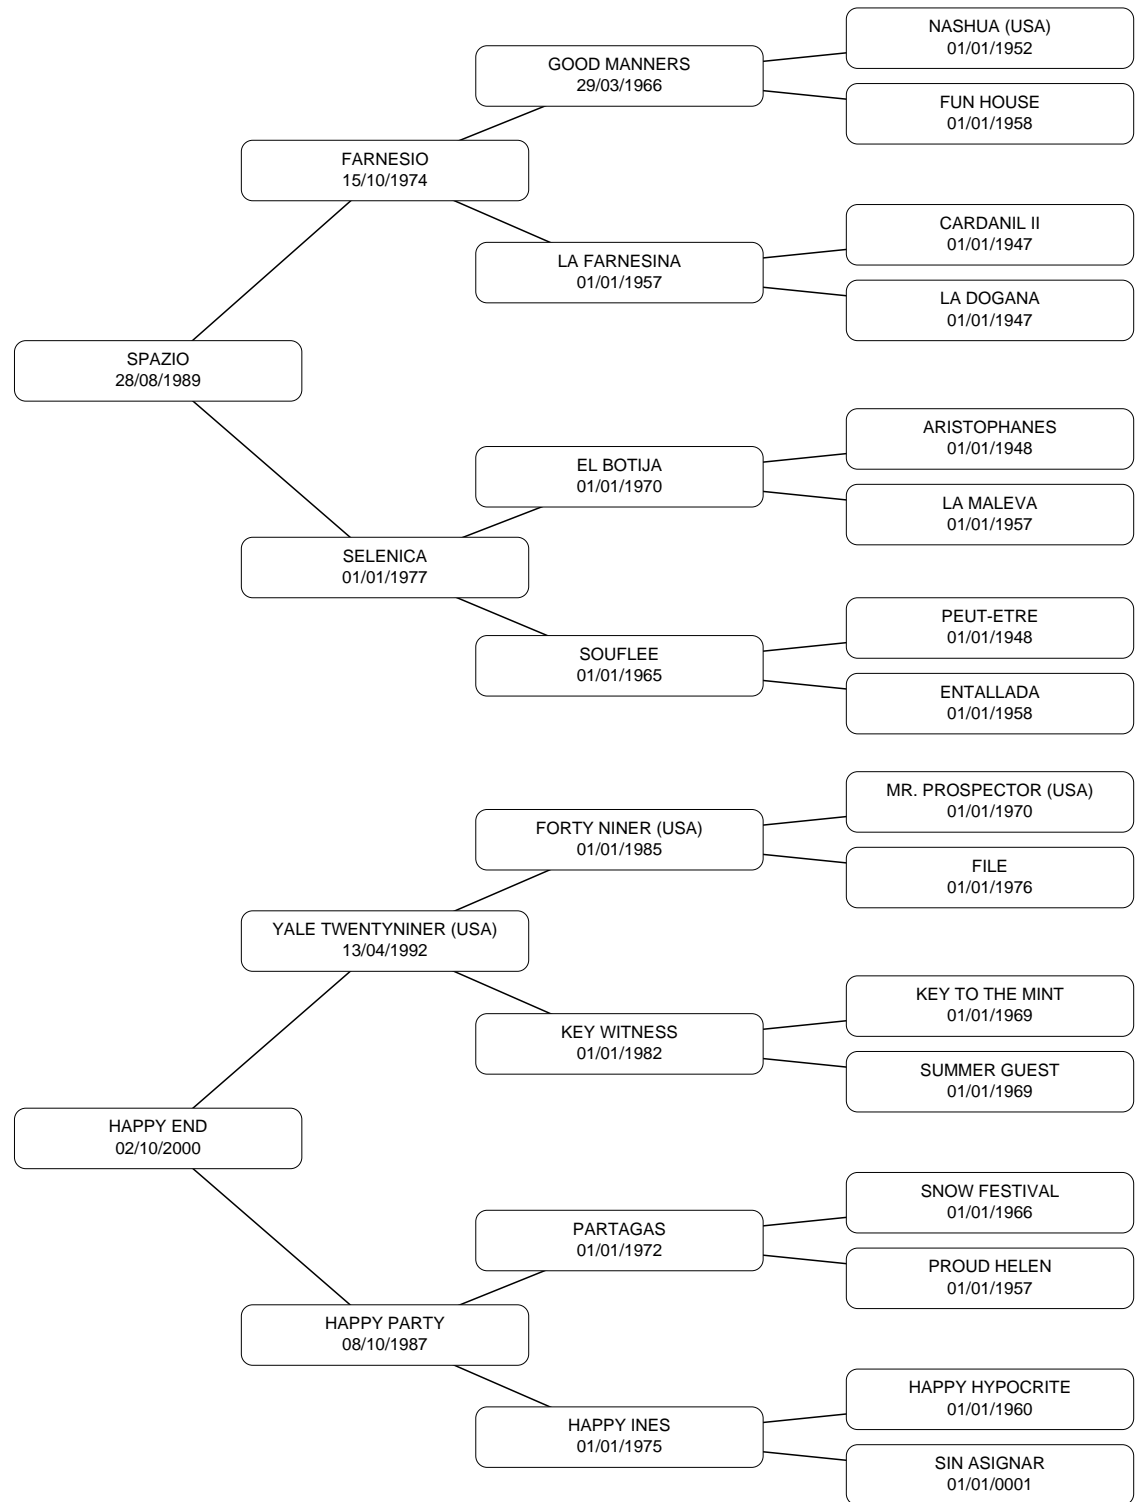 NASHUA (USA)
01/01/1952
GOOD MANNERS
29/03/1966
FUN HOUSE
01/01/1958
FARNESIO
15/10/1974
CARDANIL II
01/01/1947
LA FARNESINA
01/01/1957
LA DOGANA
01/01/1947
SPAZIO
28/08/1989
ARISTOPHANES
01/01/1948
EL BOTIJA
01/01/1970
LA MALEVA
01/01/1957
SELENICA
01/01/1977
PEUT-ETRE
01/01/1948
SOUFLEE
01/01/1965
ENTALLADA
01/01/1958
MR. PROSPECTOR (USA)
01/01/1970
FORTY NINER (USA)
01/01/1985
FILE
01/01/1976
YALE TWENTYNINER (USA)
13/04/1992
KEY TO THE MINT
01/01/1969
KEY WITNESS
01/01/1982
SUMMER GUEST
01/01/1969
HAPPY END
02/10/2000
SNOW FESTIVAL
01/01/1966
PARTAGAS
01/01/1972
PROUD HELEN
01/01/1957
HAPPY PARTY
08/10/1987
HAPPY HYPOCRITE
01/01/1960
HAPPY INES
01/01/1975
SIN ASIGNAR
01/01/0001